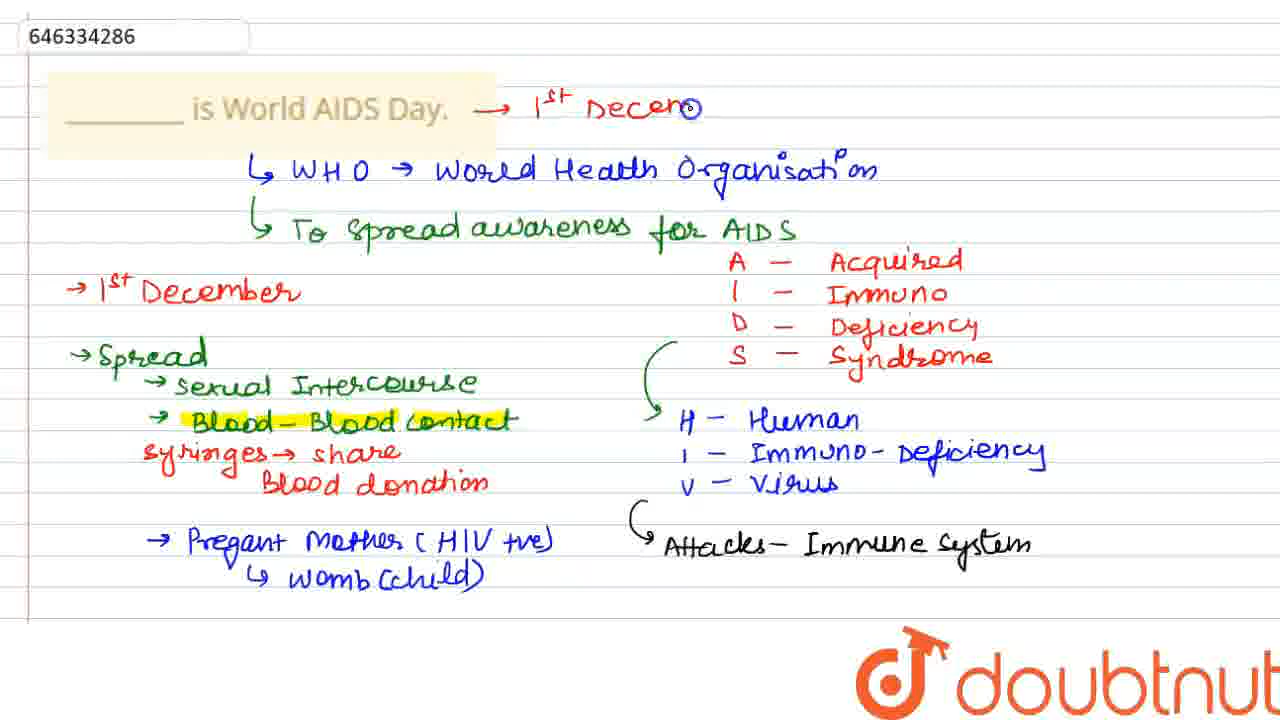 646334286
________ is World AIDS Day. → 1st Decem
↳ WHO → World Health Organisation
↳ To spread awareness for AIDS
A - Acquired
I - Immuno
D - Deficiency
S - Syndrome
→ 1st December
→ Spread
→ Sexual Intercourse
→ Blood - Blood contact
Syringes → share
Blood donation
→ Pregant Mother (HIV +ve)
↳ Womb (child)
H - Human
I - Immuno - Deficiency
V - Virus
Attacks - Immune System
doubtnut